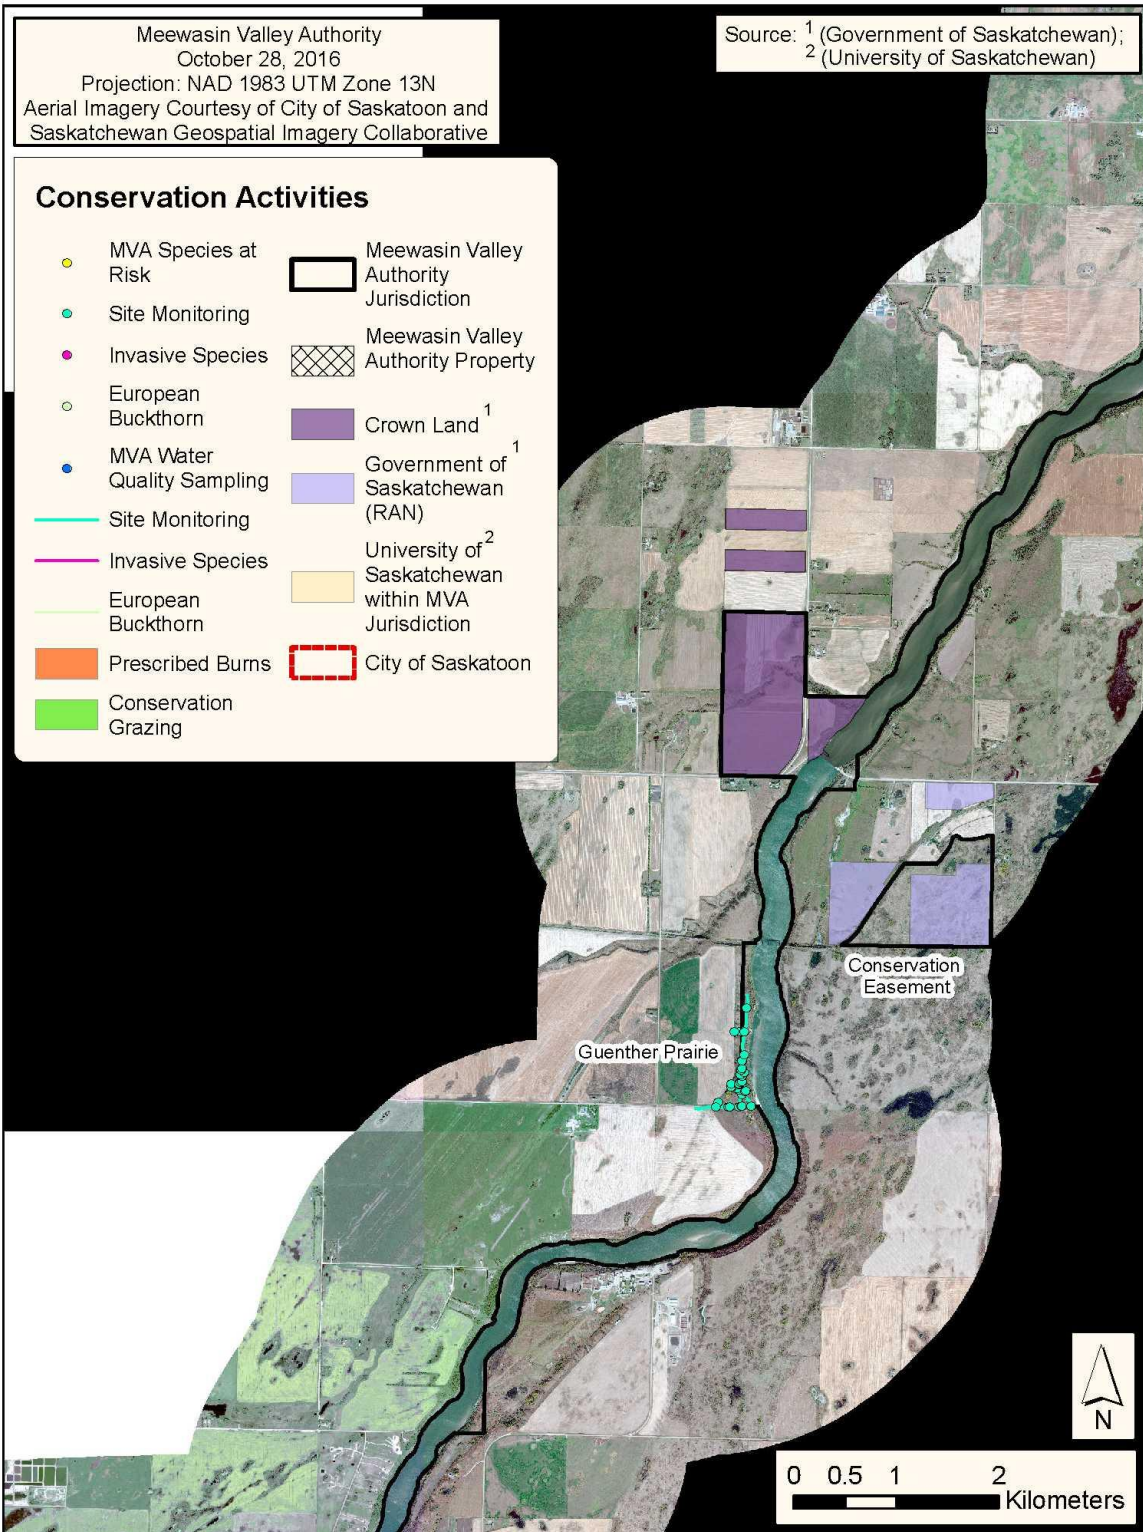 Meewasin Valley Authority
October 28, 2016
Projection: NAD 1983 UTM Zone 13N
Aerial Imagery Courtesy of City of Saskatoon and
Saskatchewan Geospatial Imagery Collaborative
Source: 1 (Government of Saskatchewan);
2 (University of Saskatchewan)
Conservation Activities
MVA Species at
Risk
Site Monitoring
Invasive Species
European
Buckthorn
MVA Water
Quality Sampling
Site Monitoring
Invasive Species
European
Buckthorn
Prescribed Burns
Conservation
Grazing
Meewasin Valley
Authority
Jurisdiction
Meewasin Valley
Authority Property
Crown Land 1
Government of 1
Saskatchewan
(RAN)
University of 2
Saskatchewan
within MVA
Jurisdiction
City of Saskatoon
Conservation
Easement
Guenther Prairie
N
0 0.5 1 2
Kilometers